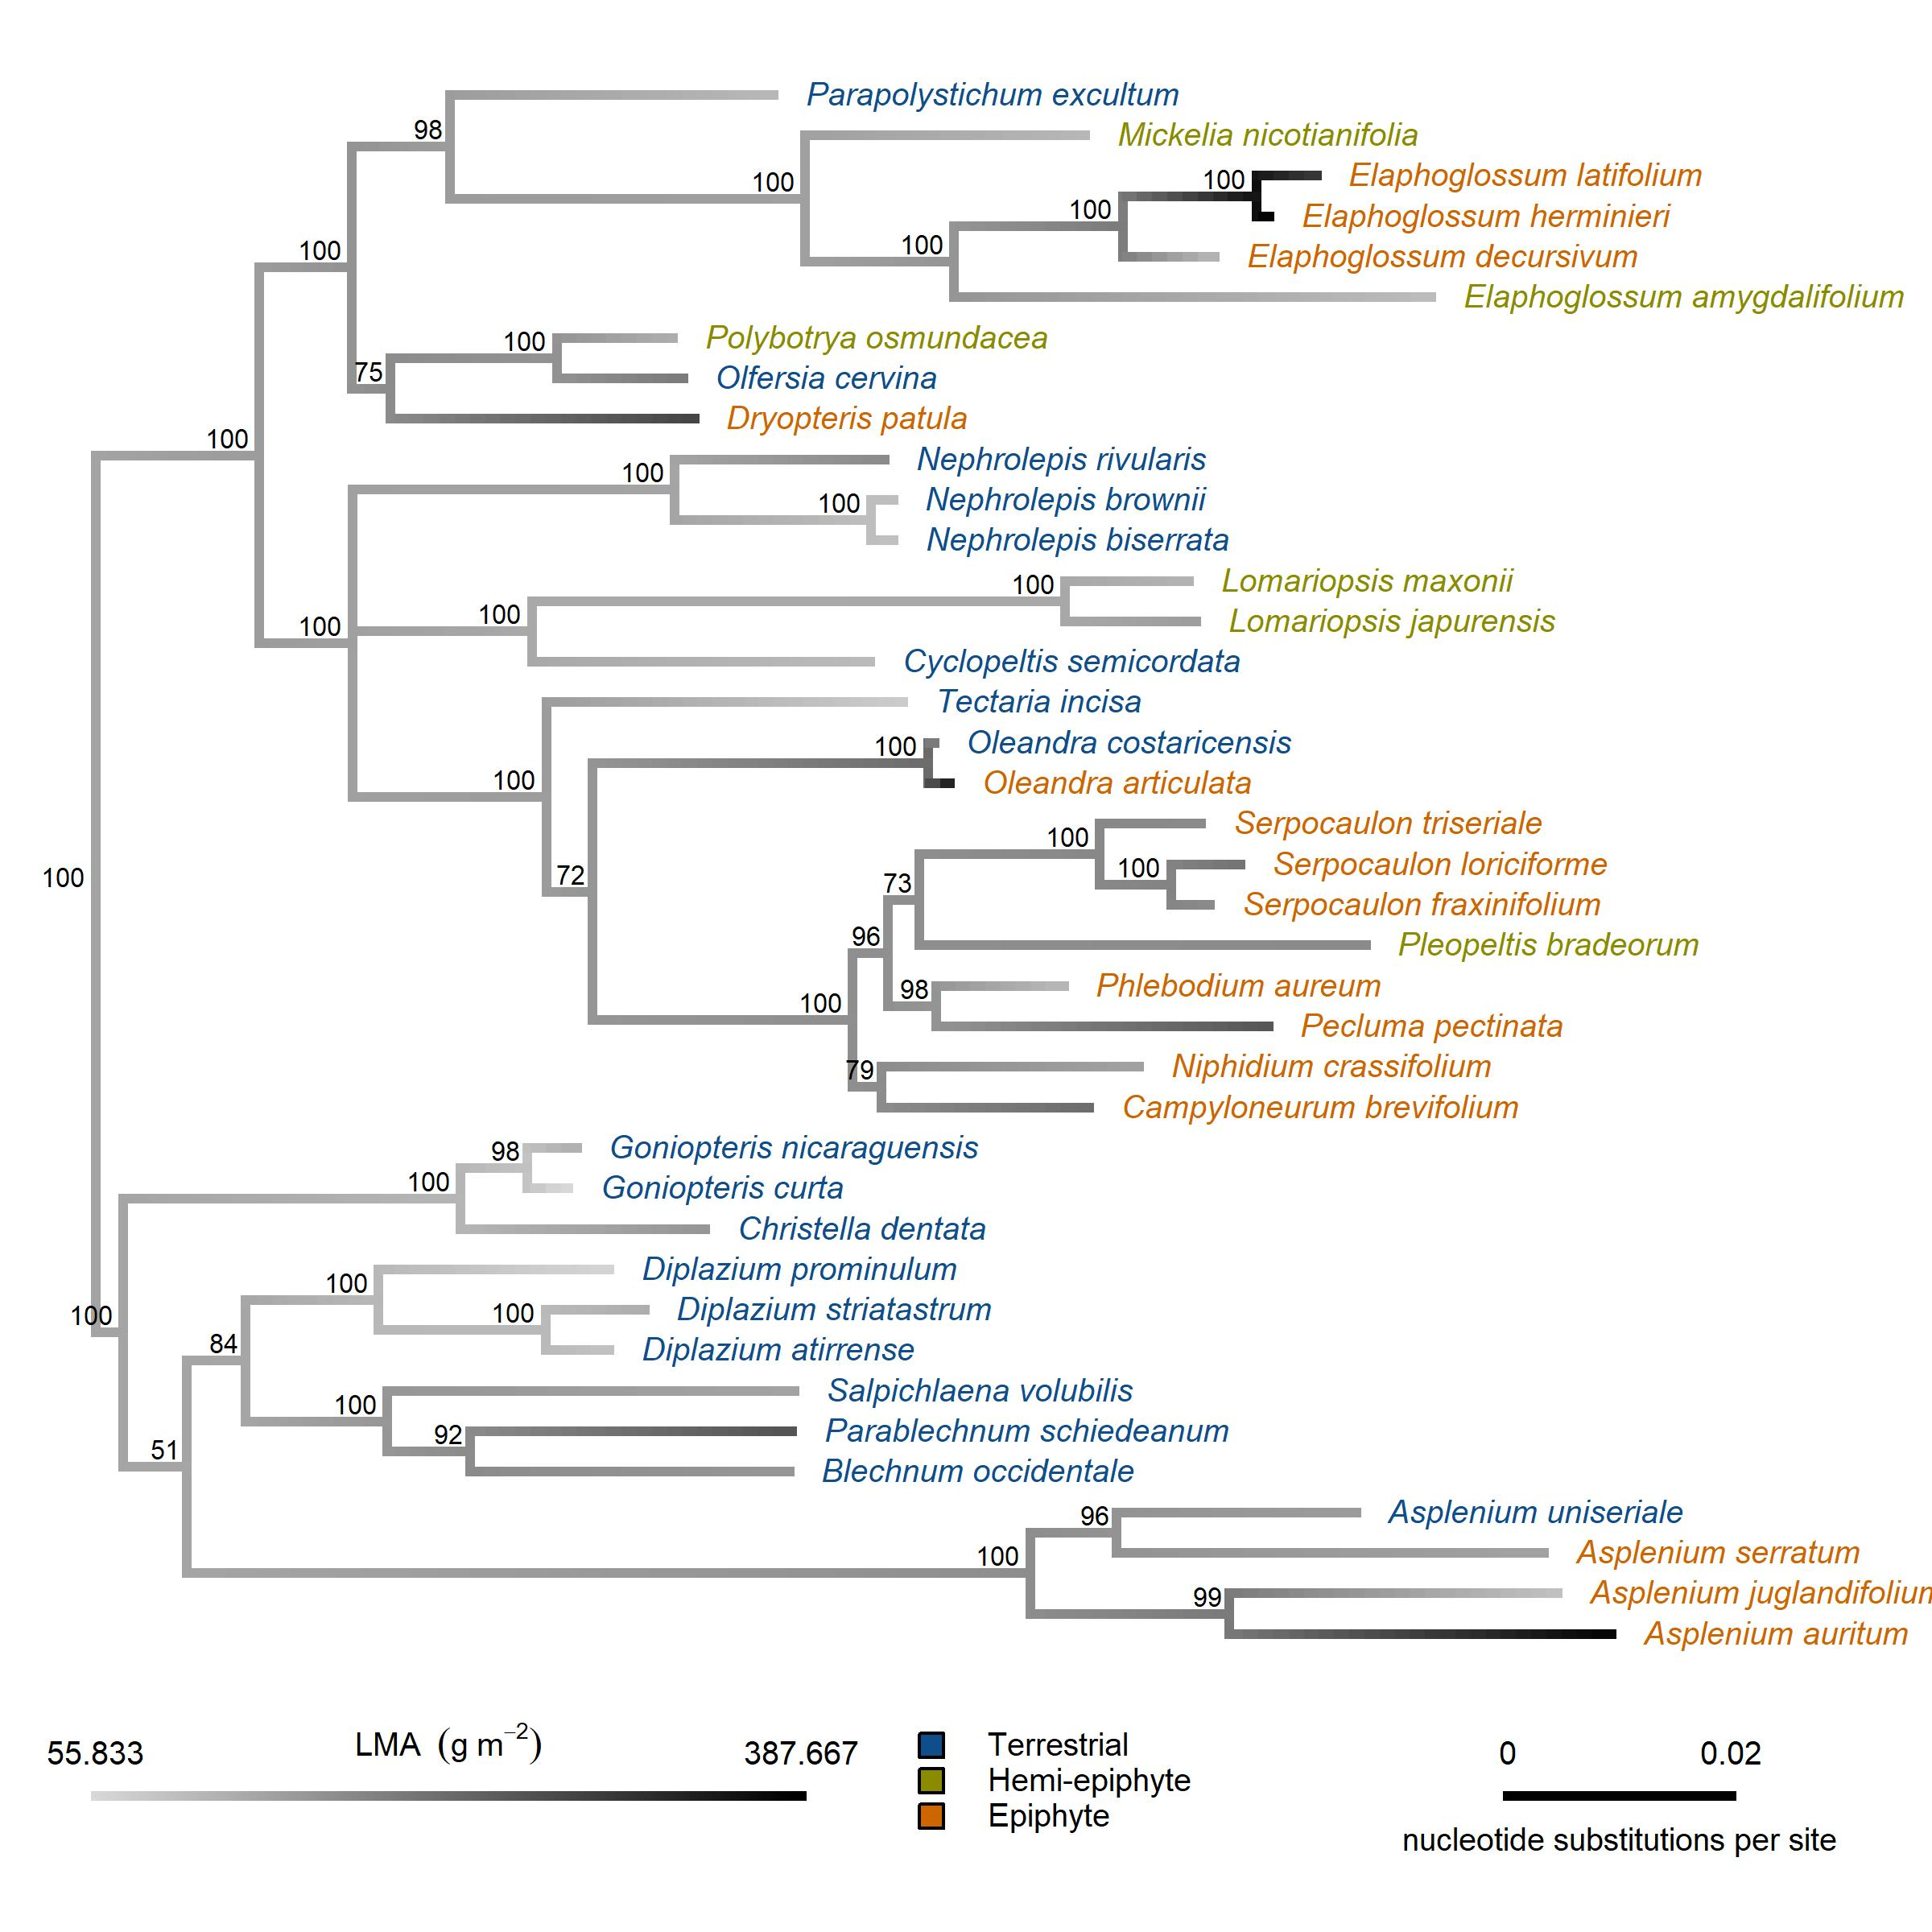 Parapolystichum excultum
98
Mickelia nicotianifolia
100
100 Elaphoglossum latifolium
100 Elaphoglossum herminieri
100 100 Elaphoglossum decursivum
Elaphoglossum amygdalifolium
100 Polybotrya osmundacea
75 Olfersia cervina
Dryopteris patula
100
100 Nephrolepis rivularis
100 Nephrolepis brownii
Nephrolepis biserrata
100 Lomariopsis maxonii
100 100 Lomariopsis japurensis
Cyclopeltis semicordata
Tectaria incisa
100 Oleandra costaricensis
100 Oleandra articulata
100 Serpocaulon triseriale
100 72 73 100 Serpocaulon loriciforme
Serpocaulon fraxinifolium
96 Pleopeltis bradeorum
100 98 Phlebodium aureum
Pecluma pectinata
79 Niphidium crassifolium
Campyloneurum brevifolium
98 Goniopteris nicaraguensis
100 Goniopteris curta
Christella dentata
100 Diplazium prominulum
100 100 Diplazium striatastrum
84 Diplazium atirrense
100 Salpichlaena volubilis
51 92 Parablechnum schiedeanum
Blechnum occidentale
96 Asplenium uniseriale
100 Asplenium serratum
99 Asplenium juglandifoliun
Asplenium auritum
55.833 LMA (g m−2) 387.667
Terrestrial
Hemi-epiphyte
Epiphyte
0 0.02
nucleotide substitutions per site